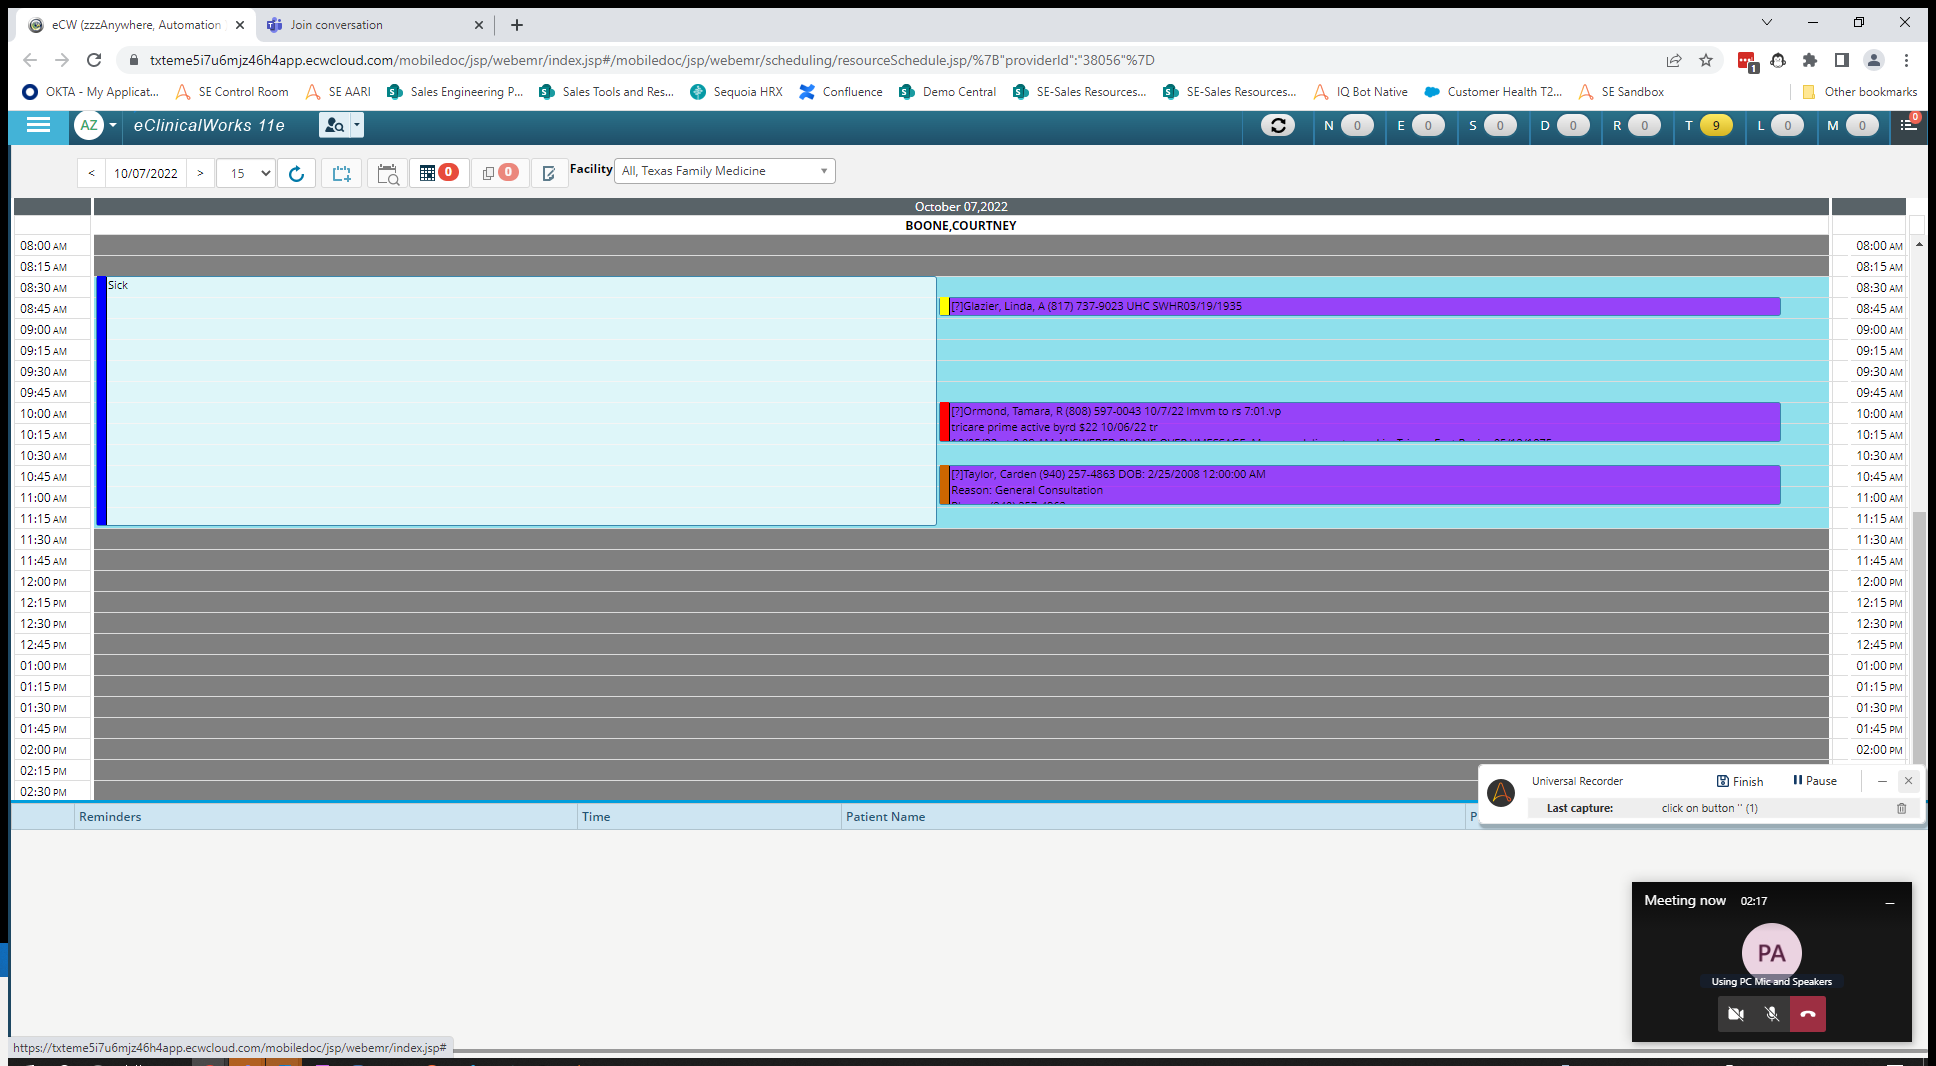 eCW (zzzAnywhere, Automation
Join conversation
txteme5i7u6mjz46h4app.ecwcloud.com/mobiledoc/jsp/webemr/index.jsp#/mobiledoc/jsp/webemr/scheduling/resourceSchedule.jsp/%7B"providerId":"38056"%7D
1
OKTA - My Applicat... SE Control Room SE AARI Sales Engineering P... Sales Tools and Res... Sequoia HRX Confluence Demo Central SE-Sales Resources... SE-Sales Resources... IQ Bot Native Customer Health T2... SE Sandbox Other bookmarks
AZ eClinicalWorks 11e N 0 E 0 S 0 D 0 R 0 T 9 L 0 M 0 0
< 10/07/2022 > 15 0 0 Facility All, Texas Family Medicine
October 07,2022
BOONE,COURTNEY
08:00 AM 08:00 AM
08:15 AM 08:15 AM
08:30 AM Sick 08:30 AM
08:45 AM [?]Glazier, Linda, A (817) 737-9023 UHC SWHR03/19/1935 08:45 AM
09:00 AM 09:00 AM
09:15 AM 09:15 AM
09:30 AM 09:30 AM
09:45 AM 09:45 AM
10:00 AM [?]Ormond, Tamara, R (808) 597-0043 10/7/22 lmvm to rs 7:01.vp 10:00 AM
tricare prime active byrd $22 10/06/22 tr
10:15 AM 10:15 AM
10:30 AM 10:30 AM
10:45 AM [?]Taylor, Carden (940) 257-4863 DOB: 2/25/2008 12:00:00 AM 10:45 AM
Reason: General Consultation
11:00 AM 11:00 AM
11:15 AM 11:15 AM
11:30 AM 11:30 AM
11:45 AM 11:45 AM
12:00 PM 12:00 PM
12:15 PM 12:15 PM
12:30 PM 12:30 PM
12:45 PM 12:45 PM
01:00 PM 01:00 PM
01:15 PM 01:15 PM
01:30 PM 01:30 PM
01:45 PM 01:45 PM
02:00 PM 02:00 PM
02:15 PM
02:30 PM
Universal Recorder Finish Pause
Last capture: click on button '' (1)
Reminders Time Patient Name P
Meeting now 02:17
PA
Using PC Mic and Speakers
https://txteme5i7u6mjz46h4app.ecwcloud.com/mobiledoc/jsp/webemr/index.jsp#